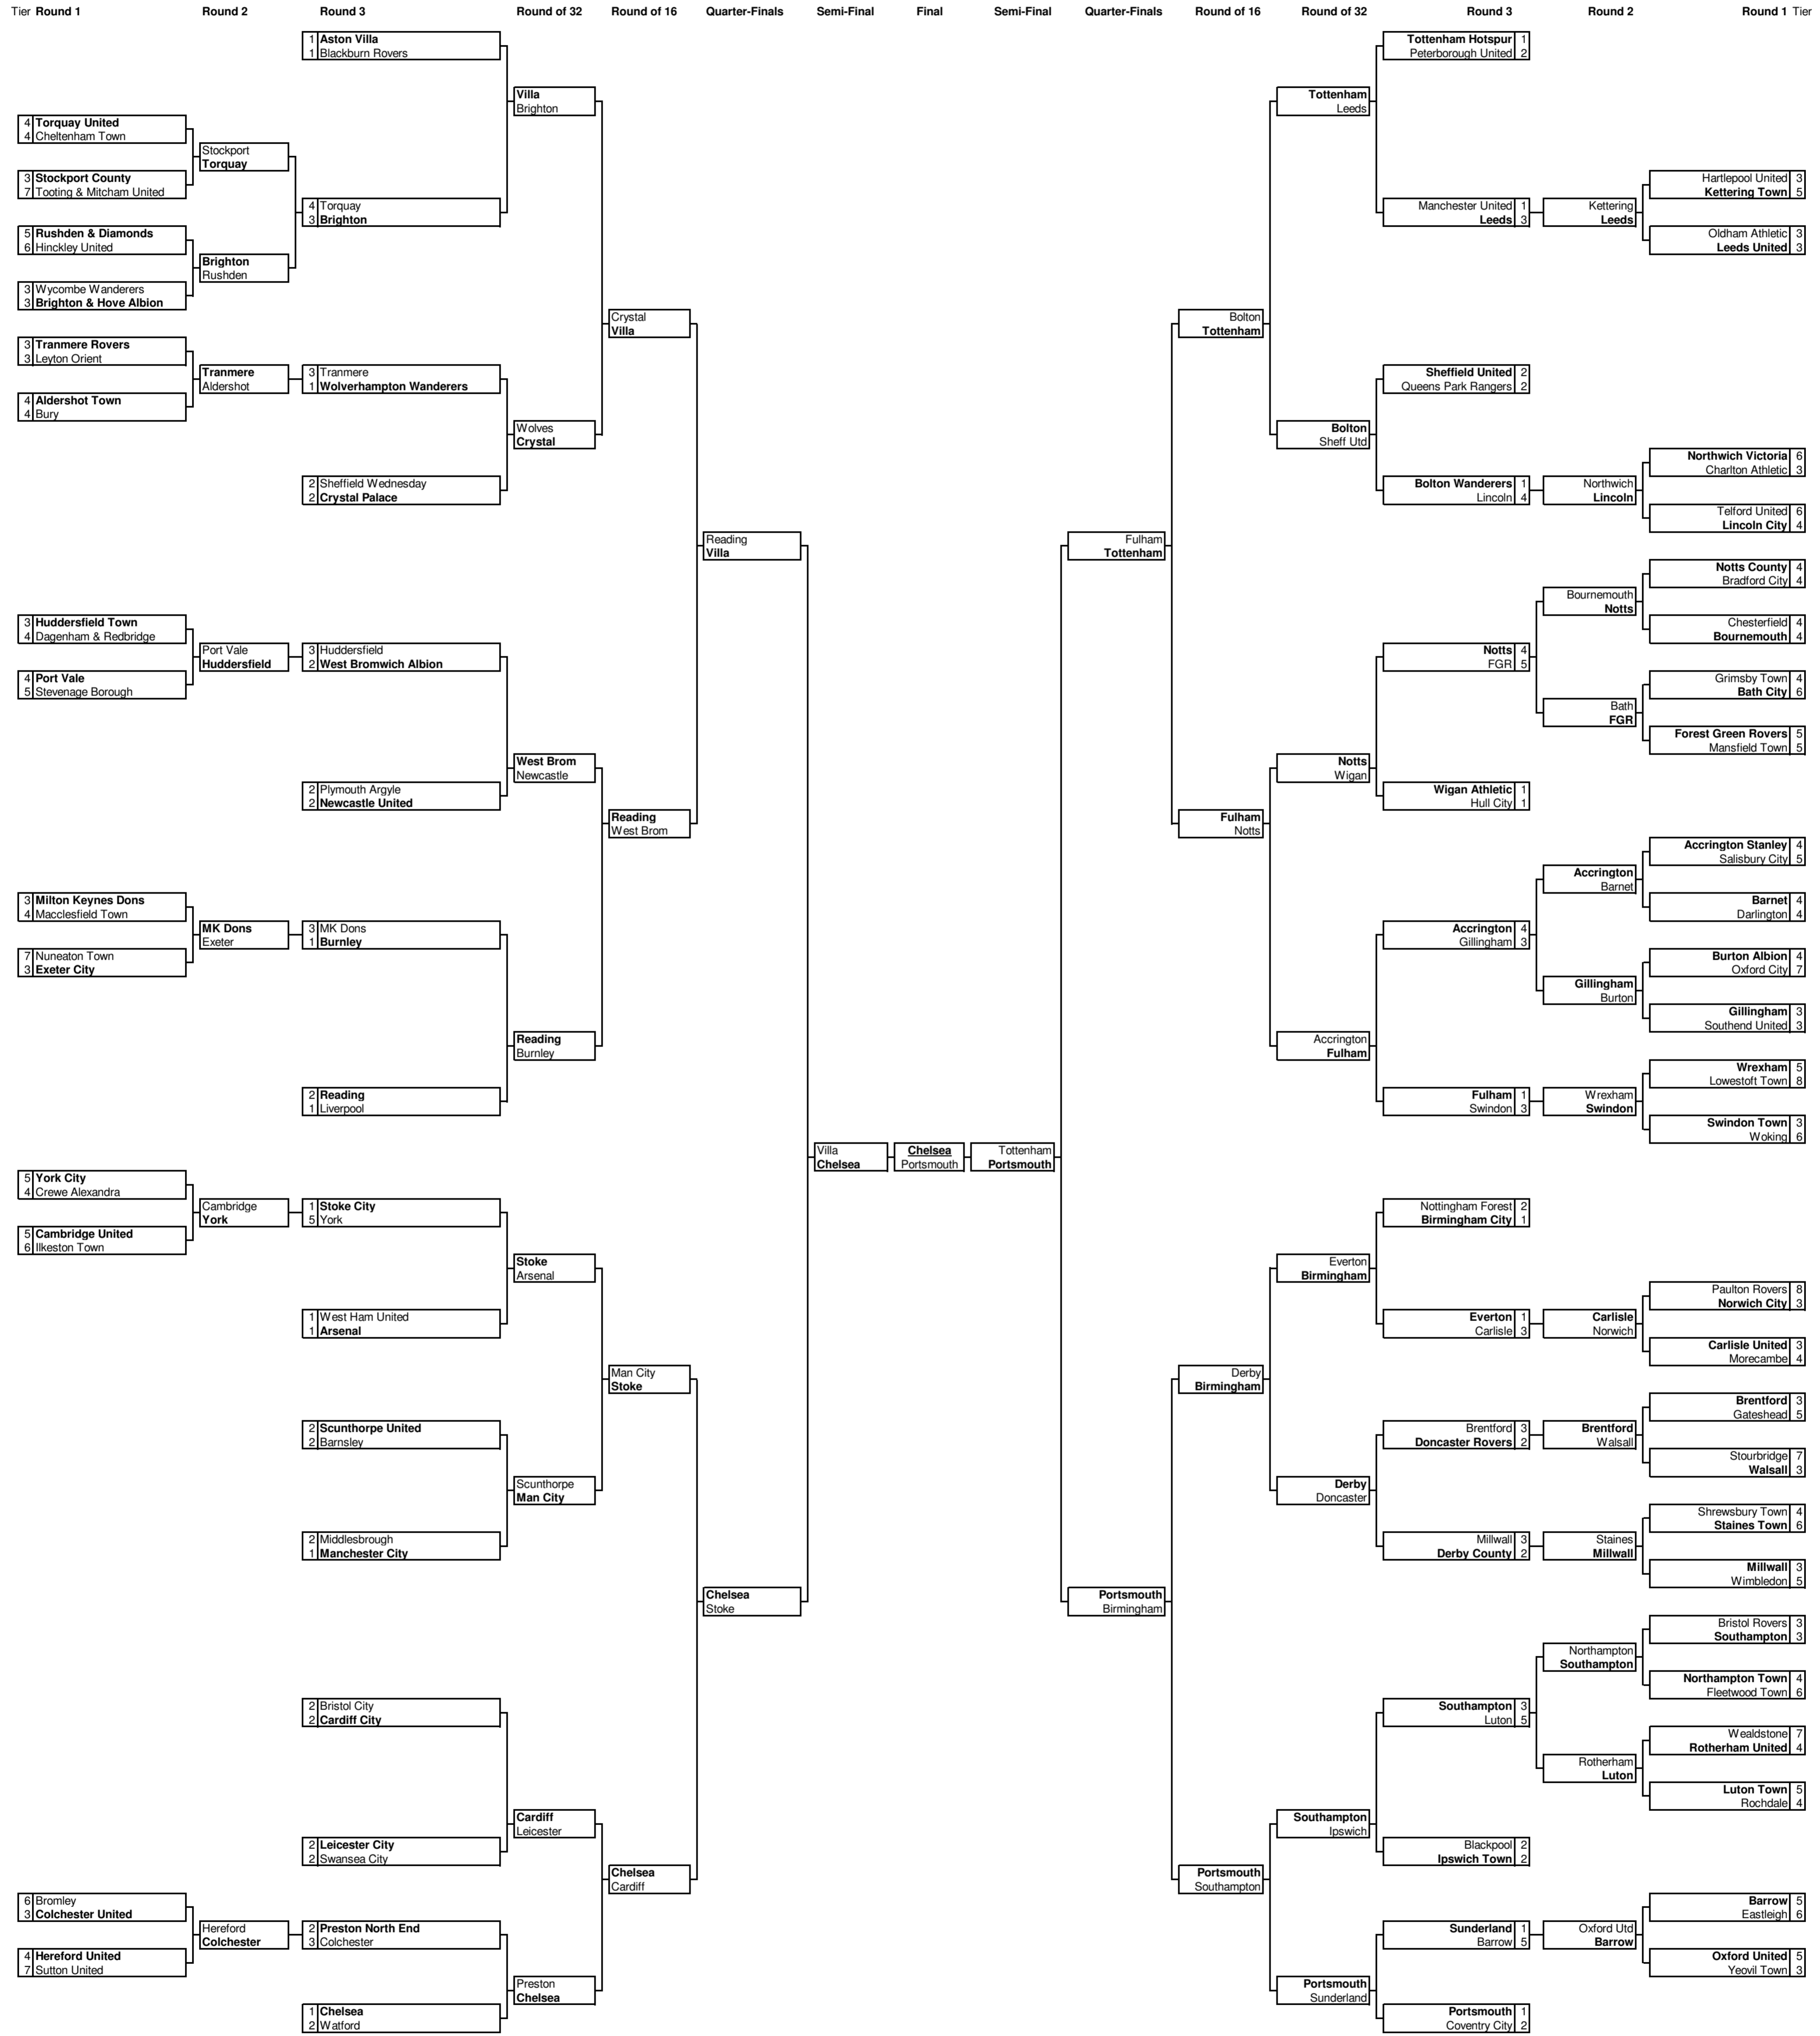 Tier Round 1 Round 2 Round 3 Round of 32 Round of 16 Quarter-Finals Semi-Final Final Semi-Final Quarter-Finals Round of 16 Round of 32 Round 3 Round 2 Round 1 Tier
1 Aston Villa Tottenham Hotspur 1
1 Blackburn Rovers Peterborough United 2
Villa Tottenham
Brighton Leeds
4 Torquay United
4 Cheltenham Town
Stockport
Torquay
3 Stockport County Hartlepool United 3
7 Tooting & Mitcham United Kettering Town 5
4 Torquay Manchester United 1 Kettering
3 Brighton Leeds 3 Leeds
5 Rushden & Diamonds Oldham Athletic 3
6 Hinckley United Leeds United 3
Brighton
Rushden
3 Wycombe Wanderers
3 Brighton & Hove Albion
Crystal Bolton
Villa Tottenham
3 Tranmere Rovers
3 Leyton Orient
Tranmere 3 Tranmere Sheffield United 2
Aldershot 1 Wolverhampton Wanderers Queens Park Rangers 2
4 Aldershot Town
4 Bury
Wolves Bolton
Crystal Sheff Utd
Northwich Victoria 6
Charlton Athletic 3
2 Sheffield Wednesday Bolton Wanderers 1 Northwich
2 Crystal Palace Lincoln 4 Lincoln
Telford United 6
Lincoln City 4
Reading Fulham
Villa Tottenham
Notts County 4
Bradford City 4
Bournemouth
Notts
3 Huddersfield Town Chesterfield 4
4 Dagenham & Redbridge Bournemouth 4
Port Vale 3 Huddersfield Notts 4
Huddersfield 2 West Bromwich Albion FGR 5
4 Port Vale Grimsby Town 4
5 Stevenage Borough Bath City 6
Bath
FGR
Forest Green Rovers 5
Mansfield Town 5
West Brom Notts
Newcastle Wigan
2 Plymouth Argyle Wigan Athletic 1
2 Newcastle United Hull City 1
Reading Fulham
West Brom Notts
Accrington Stanley 4
Salisbury City 5
Accrington
Barnet
3 Milton Keynes Dons Barnet 4
4 Macclesfield Town Darlington 4
MK Dons 3 MK Dons Accrington 4
Exeter 1 Burnley Gillingham 3
7 Nuneaton Town Burton Albion 4
3 Exeter City Oxford City 7
Gillingham
Burton
Gillingham 3
Southend United 3
Reading Accrington
Burnley Fulham
Wrexham 5
Lowestoft Town 8
2 Reading Fulham 1 Wrexham
1 Liverpool Swindon 3 Swindon
Swindon Town 3
Woking 6
Villa Chelsea Tottenham
Chelsea Portsmouth Portsmouth
5 York City
4 Crewe Alexandra
Cambridge 1 Stoke City Nottingham Forest 2
York 5 York Birmingham City 1
5 Cambridge United
6 Ilkeston Town
Stoke Everton
Arsenal Birmingham
Paulton Rovers 8
Norwich City 3
1 West Ham United Everton 1 Carlisle
1 Arsenal Carlisle 3 Norwich
Carlisle United 3
Morecambe 4
Man City Derby
Stoke Birmingham
Brentford 3
Gateshead 5
2 Scunthorpe United Brentford 3 Brentford
2 Barnsley Doncaster Rovers 2 Walsall
Stourbridge 7
Walsall 3
Scunthorpe Derby
Man City Doncaster
Shrewsbury Town 4
Staines Town 6
2 Middlesbrough Millwall 3 Staines
1 Manchester City Derby County 2 Millwall
Millwall 3
Wimbledon 5
Chelsea Portsmouth
Stoke Birmingham
Bristol Rovers 3
Southampton 3
Northampton
Southampton
Northampton Town 4
Fleetwood Town 6
2 Bristol City Southampton 3
2 Cardiff City Luton 5
Wealdstone 7
Rotherham United 4
Rotherham
Luton
Luton Town 5
Rochdale 4
Cardiff Southampton
Leicester Ipswich
2 Leicester City Blackpool 2
2 Swansea City Ipswich Town 2
Chelsea Portsmouth
Cardiff Southampton
6 Bromley Barrow 5
3 Colchester United Eastleigh 6
Hereford 2 Preston North End Sunderland 1 Oxford Utd
Colchester 3 Colchester Barrow 5 Barrow
4 Hereford United Oxford United 5
7 Sutton United Yeovil Town 3
Preston Portsmouth
Chelsea Sunderland
1 Chelsea Portsmouth 1
2 Watford Coventry City 2